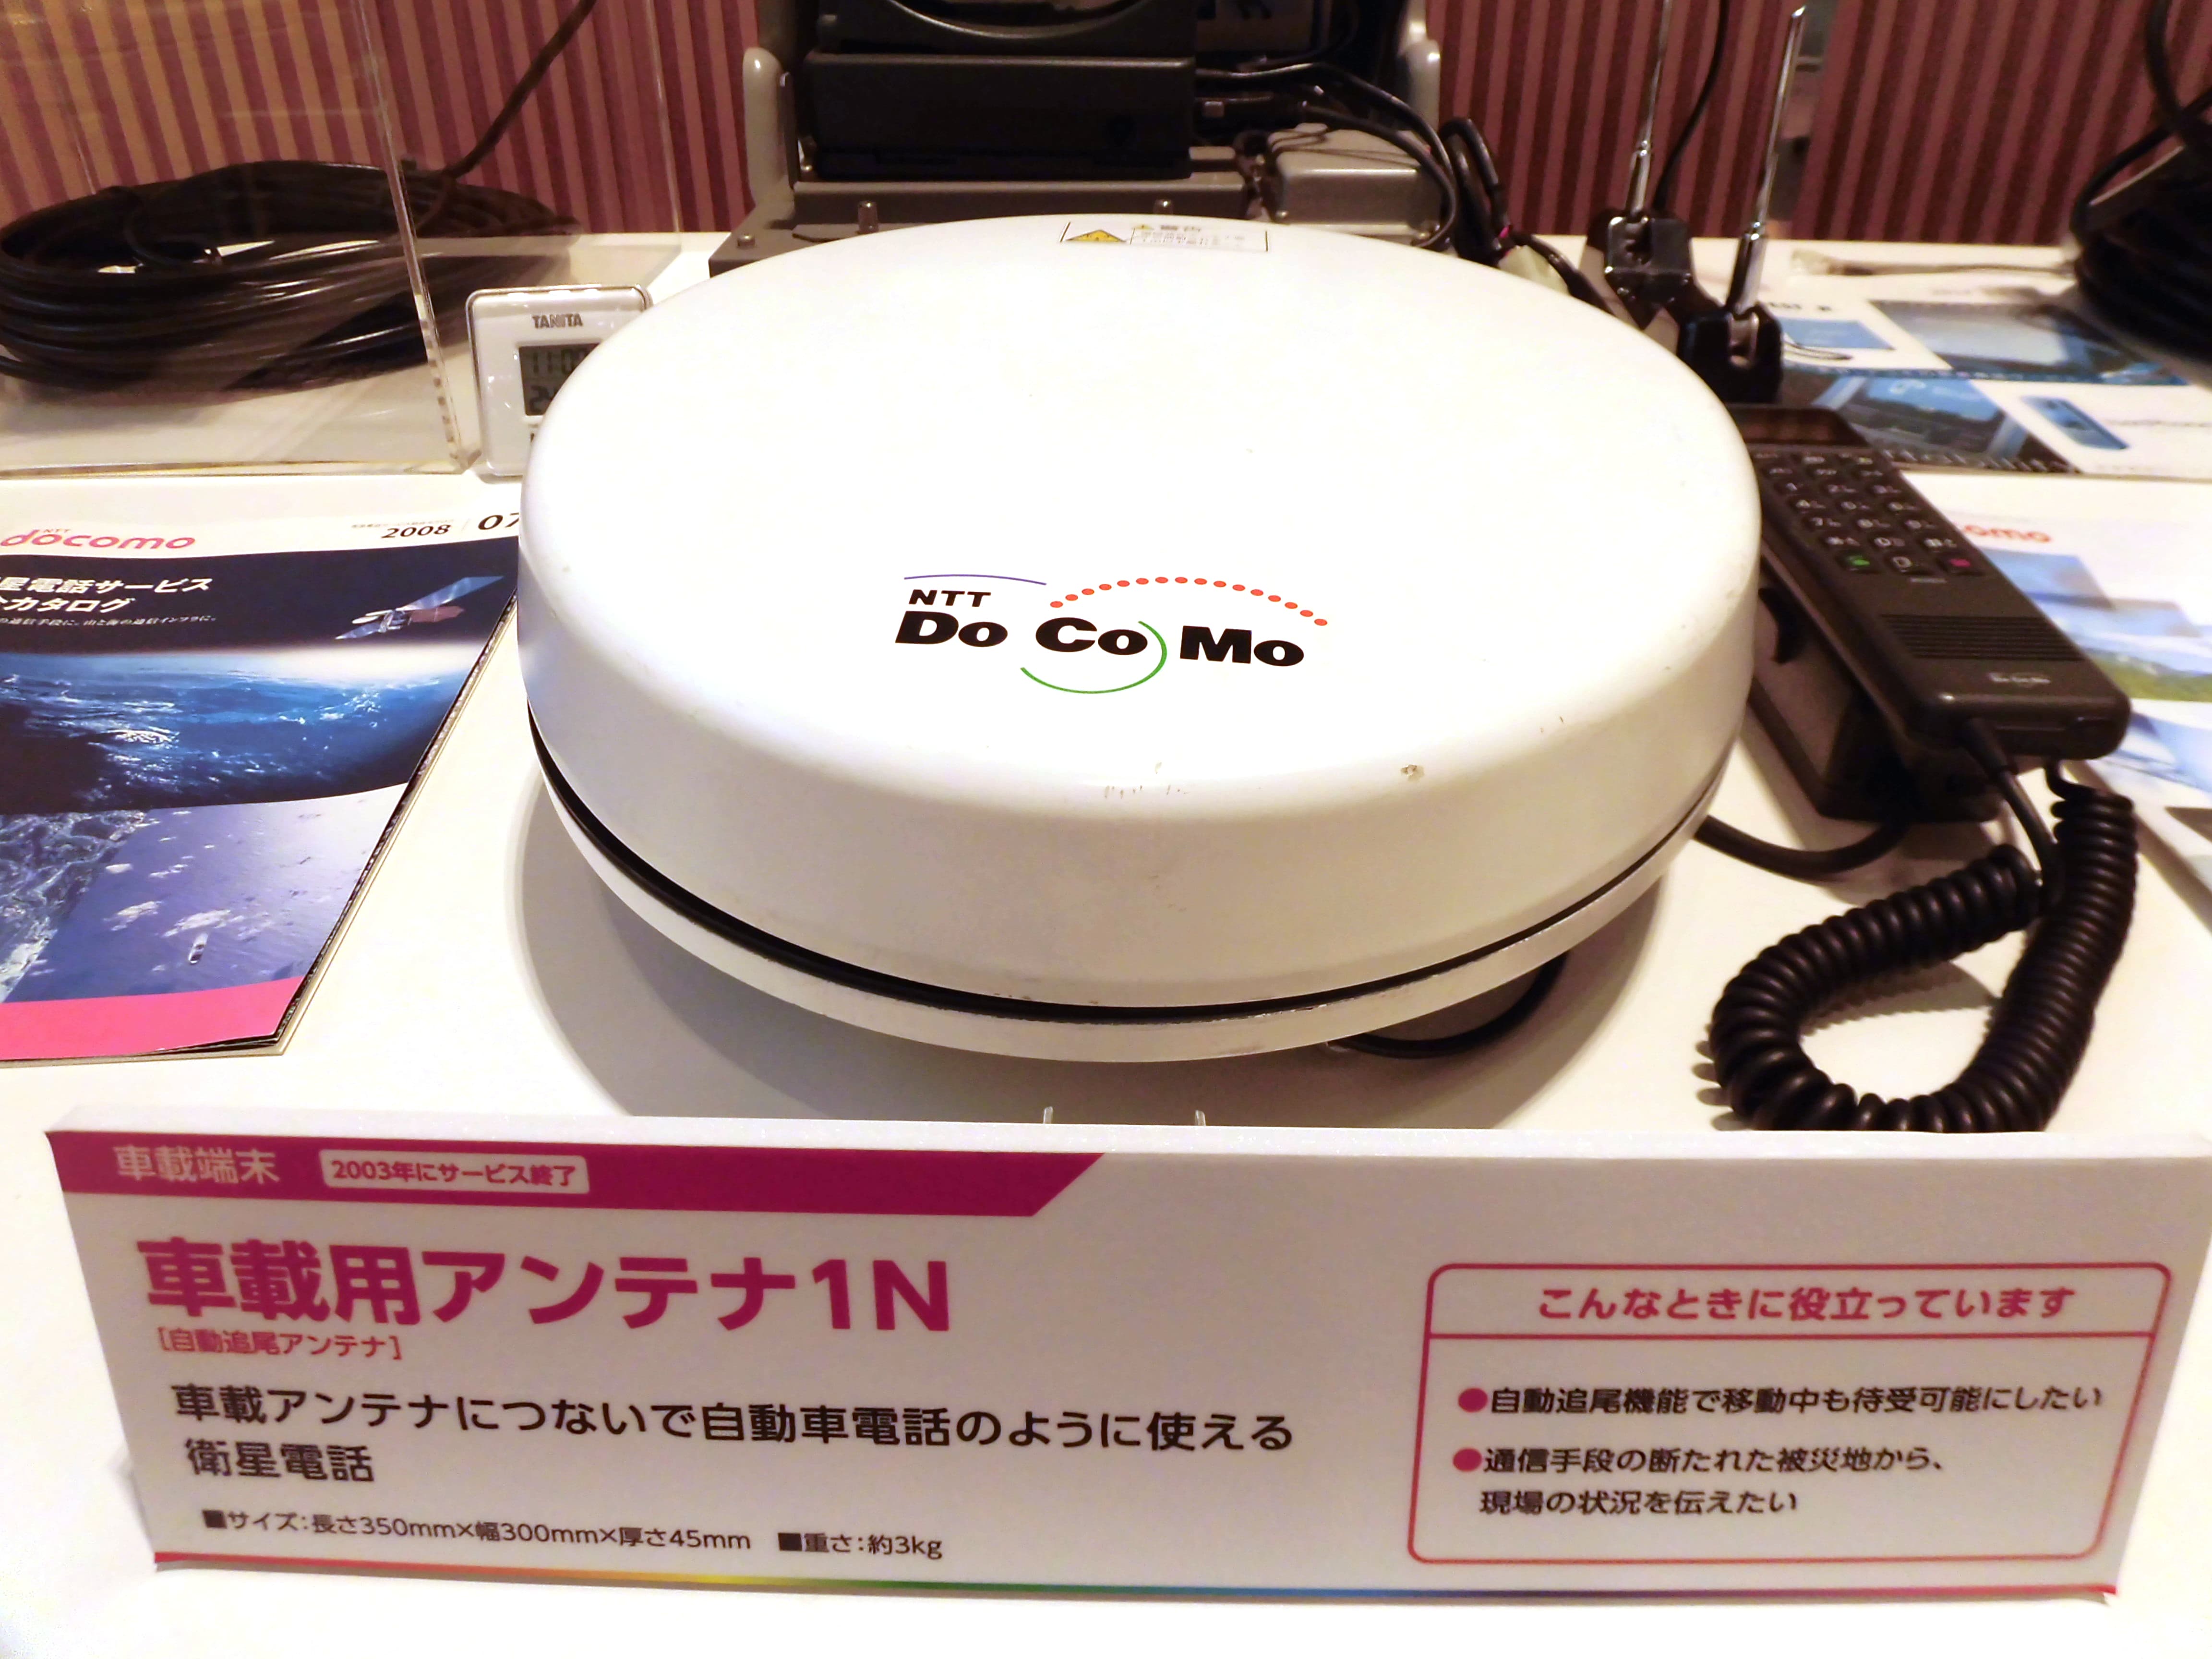 TANITA
NTT
docomo
2008 07
星電話サービス
カタログ
警告
NTT
DoCoMo
DoCoMo
omo
車載端末 2003年にサービス終了
車載用アンテナ1N
[自動追尾アンテナ]
車載アンテナにつないで自動車電話のように使える
衛星電話
■サイズ:長さ350mm×幅300mm×厚さ45mm ■重さ:約3kg
こんなときに役立っています
●自動追尾機能で移動中も待受可能にしたい
●通信手段の断たれた被災地から、
現場の状況を伝えたい